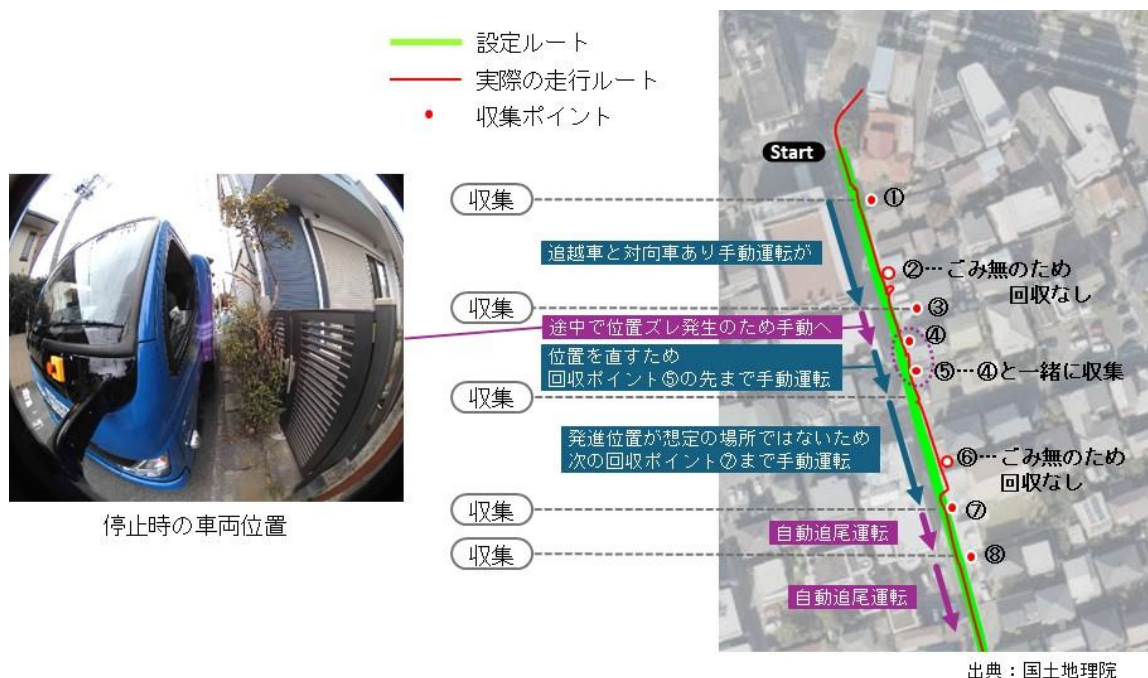 設定ルート
実際の走行ルート
収集ポイント
Start
収集
①
追越車と対向車あり手動運転が
②…ごみ無のため
回収なし
収集
③
途中で位置ズレ発生のため手動へ
④
位置を直すため
回収ポイント⑤の先まで手動運転
⑤…④と一緒に収集
収集
発進位置が想定の場所ではないため
次の回収ポイント⑦まで手動運転
⑥…ごみ無のため
回収なし
収集
⑦
停止時の車両位置
自動追尾運転
収集
⑧
自動追尾運転
出典：国土地理院